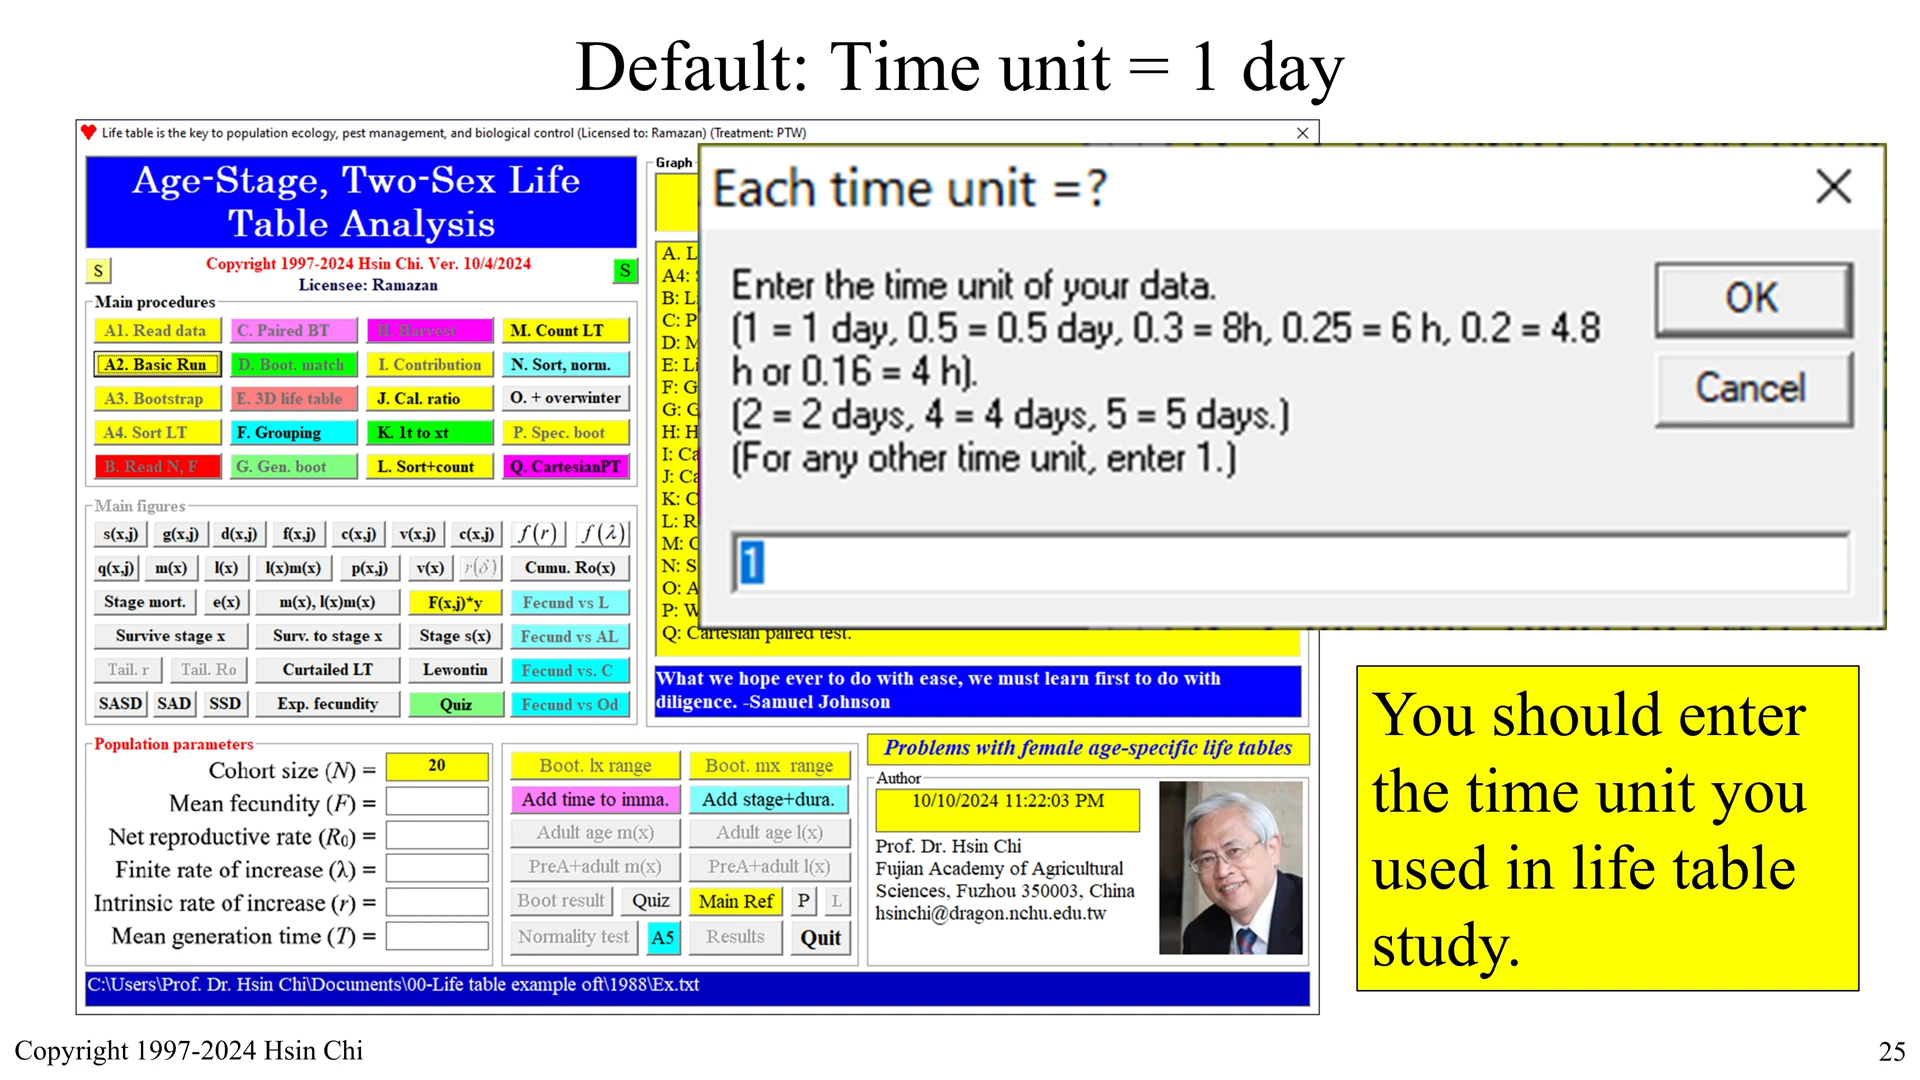 Default: Time unit = 1 day
Life table is the key to population ecology, pest management, and biological control (Licensed to: Ramazan) (Treatment: PTW)
Age-Stage, Two-Sex Life
Table Analysis
S
Copyright 1997-2024 Hsin Chi. Ver. 10/4/2024
S
Licensee: Ramazan
Main procedures
A1. Read data
C. Paired BT
H. Harvest
M. Count LT
A2. Basic Run
D. Boot. match
I. Contribution
N. Sort, norm.
A3. Bootstrap
E. 3D life table
J. Cal. ratio
O. + overwinter
A4. Sort LT
F. Grouping
K. 1t to xt
P. Spec. boot
B. Read N, F
G. Gen. boot
L. Sort+count
Q. CartesianPT
Main figures
s(x,j)
g(x,j)
d(x,j)
f(x,j)
c(x,j)
v(x,j)
c(x,j)
f(r)
f(λ)
q(x,j)
m(x)
l(x)
l(x)m(x)
p(x,j)
v(x)
r(δ)
Cumu. Ro(x)
Stage mort.
e(x)
m(x), l(x)m(x)
F(x,j)*y
Fecund vs L
Survive stage x
Surv. to stage x
Stage s(x)
Fecund vs AL
Tail. r
Tail. Ro
Curtailed LT
Lewontin
Fecund vs. C
SASD
SAD
SSD
Exp. fecundity
Quiz
Fecund vs Od
Graph
A. L
A4:
B: L
C: P
D: M
E: Li
F: G
G: G
H: H
I: Ca
J: Ca
K: C
L: R
M: C
N: S
O: A
P: W
Q: Cartesian paired test.
What we hope ever to do with ease, we must learn first to do with
diligence. -Samuel Johnson
Each time unit =?
Enter the time unit of your data.
(1 = 1 day, 0.5 = 0.5 day, 0.3 = 8h, 0.25 = 6 h, 0.2 = 4.8
h or 0.16 = 4 h).
(2 = 2 days, 4 = 4 days, 5 = 5 days.)
(For any other time unit, enter 1.)
OK
Cancel
1
You should enter
the time unit you
used in life table
study.
Population parameters
Cohort size (N) =
20
Mean fecundity (F) =
Net reproductive rate (R0) =
Finite rate of increase (λ) =
Intrinsic rate of increase (r) =
Mean generation time (T) =
Boot. lx range
Boot. mx range
Add time to imma.
Add stage+dura.
Adult age m(x)
Adult age l(x)
PreA+adult m(x)
PreA+adult l(x)
Boot result
Quiz
Main Ref
P
L
Normality test
A5
Results
Quit
Problems with female age-specific life tables
Author
10/10/2024 11:22:03 PM
Prof. Dr. Hsin Chi
Fujian Academy of Agricultural
Sciences, Fuzhou 350003, China
hsinchi@dragon.nchu.edu.tw
C:\Users\Prof. Dr. Hsin Chi\Documents\00-Life table example oft\1988\Ex.txt
Copyright 1997-2024 Hsin Chi
25